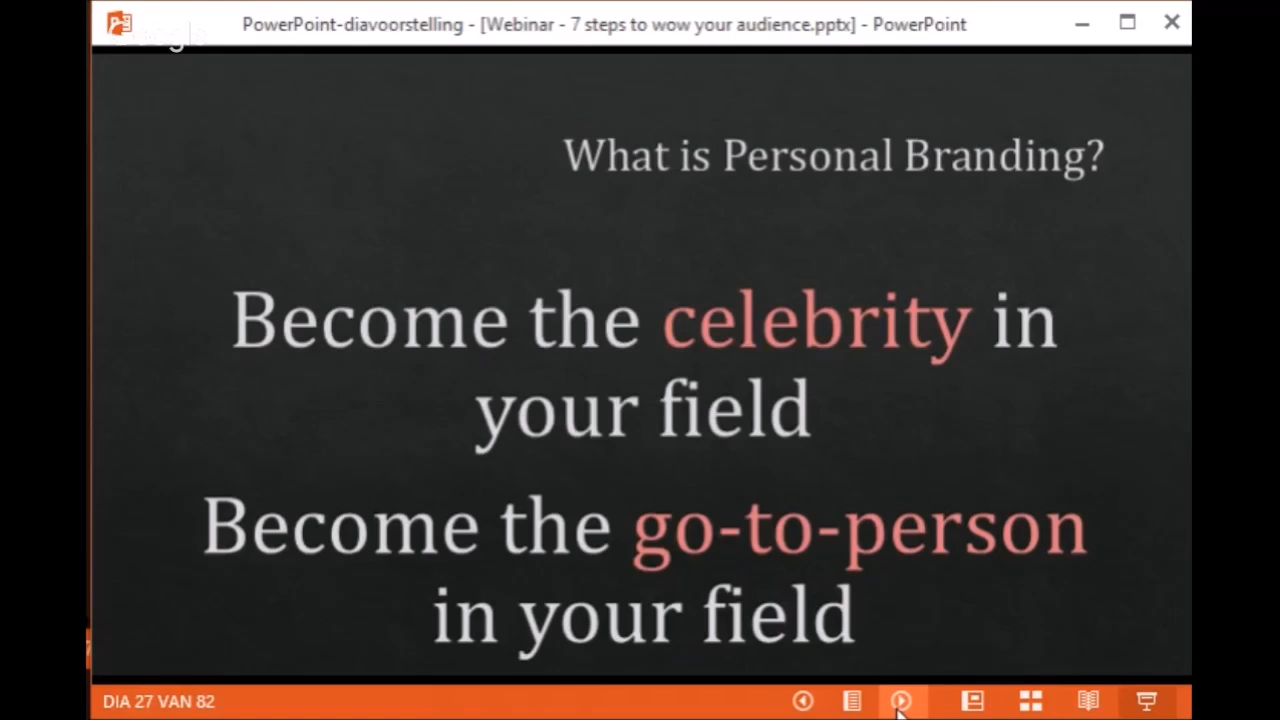 PowerPoint-diavoorstelling - [Webinar - 7 steps to wow your audience.pptx] - PowerPoint
What is Personal Branding?
Become the celebrity in
your field
Become the go-to-person
in your field
DIA 27 VAN 82